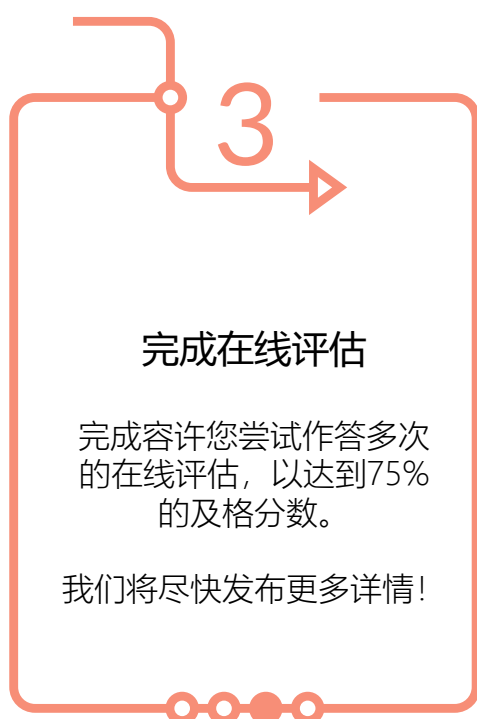 3
完成在线评估
完成容许您尝试作答多次
的在线评估，以达到75%
的及格分数。
我们将尽快发布更多详情！